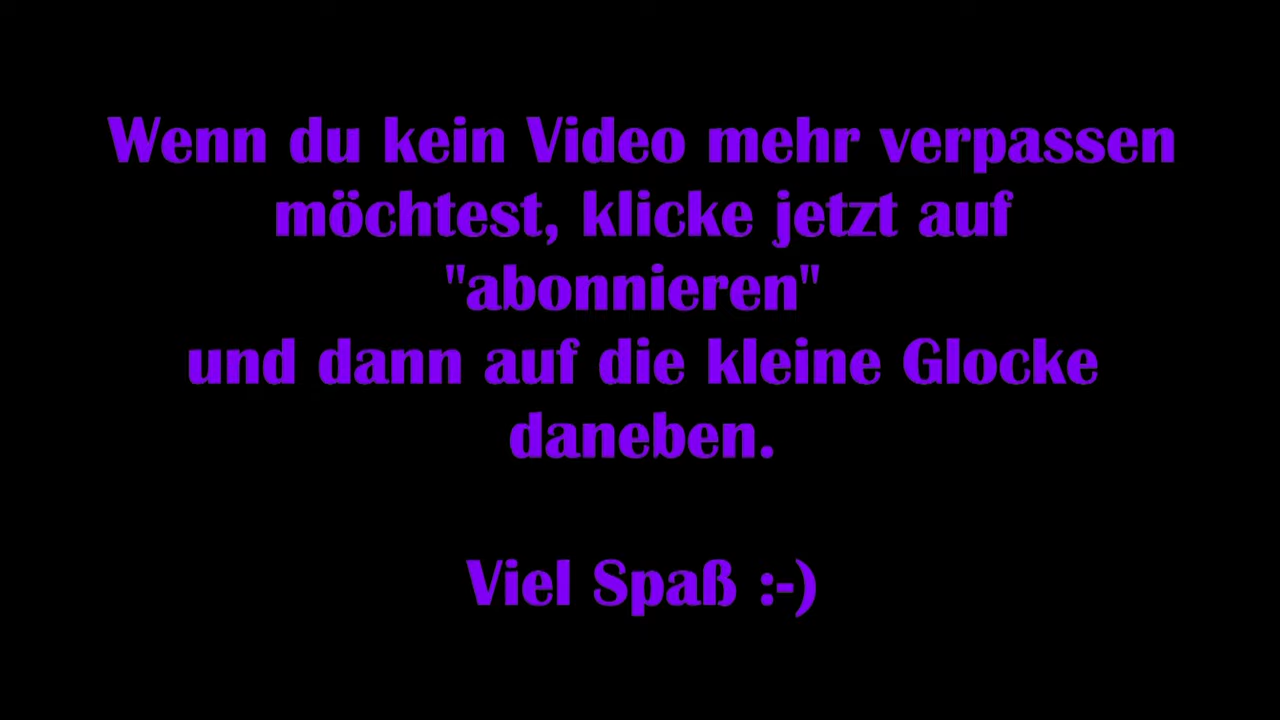 Wenn du kein Video mehr verpassen
möchtest, klicke jetzt auf
"abonnieren"
und dann auf die kleine Glocke
daneben.
Viel Spaß :-)